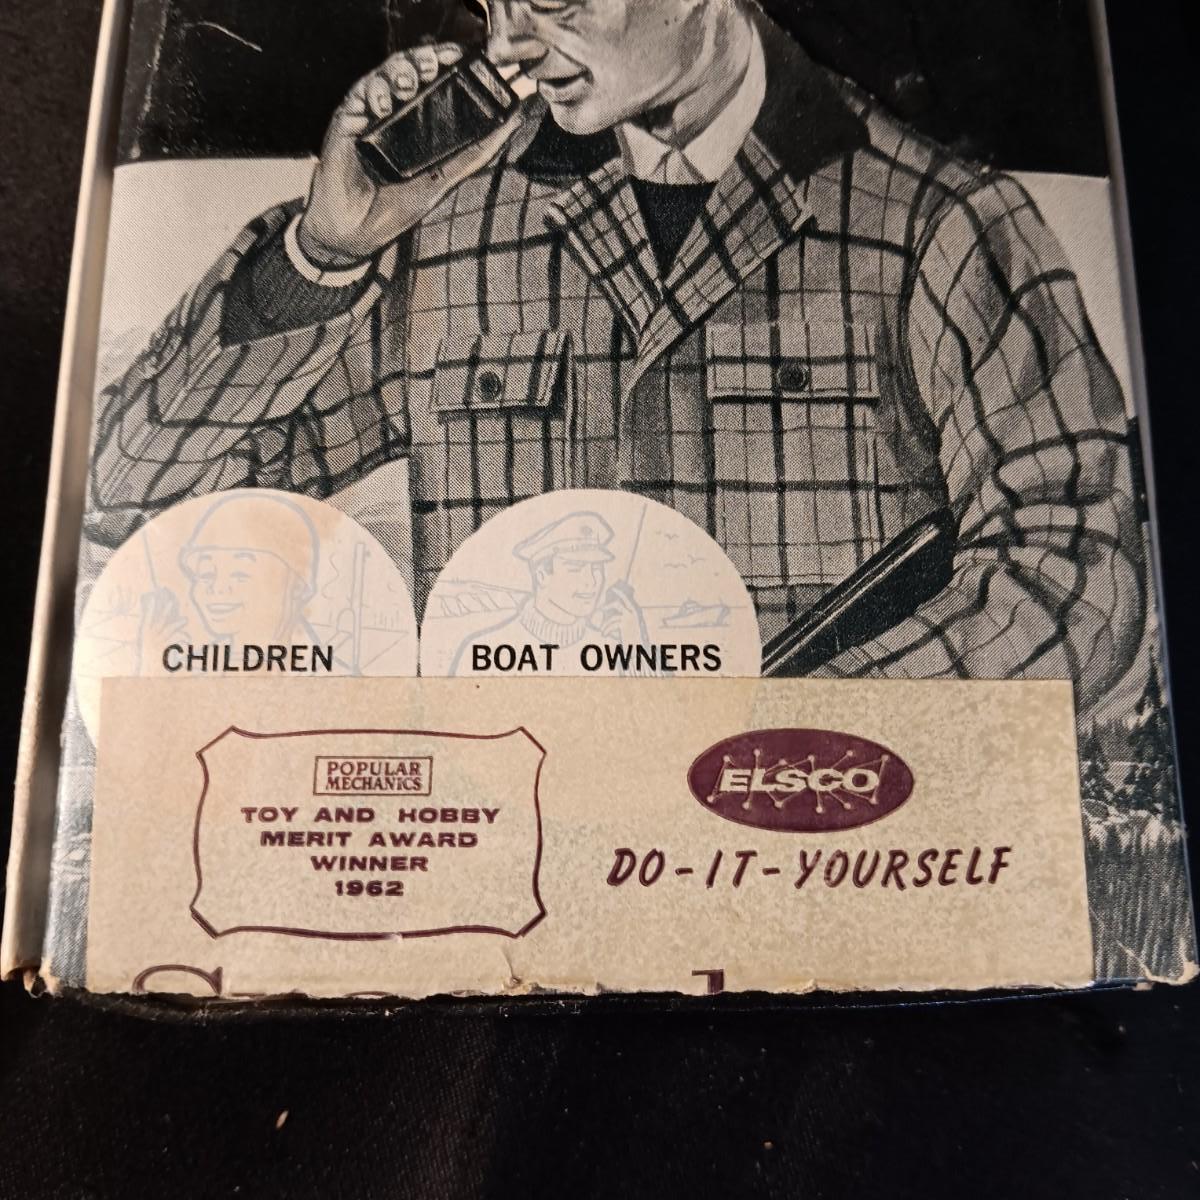 CHILDREN
BOAT OWNERS
POPULAR
MECHANICS
TOY AND HOBBY
MERIT AWARD
WINNER
1962
ELSCO
DO-IT-YOURSELF